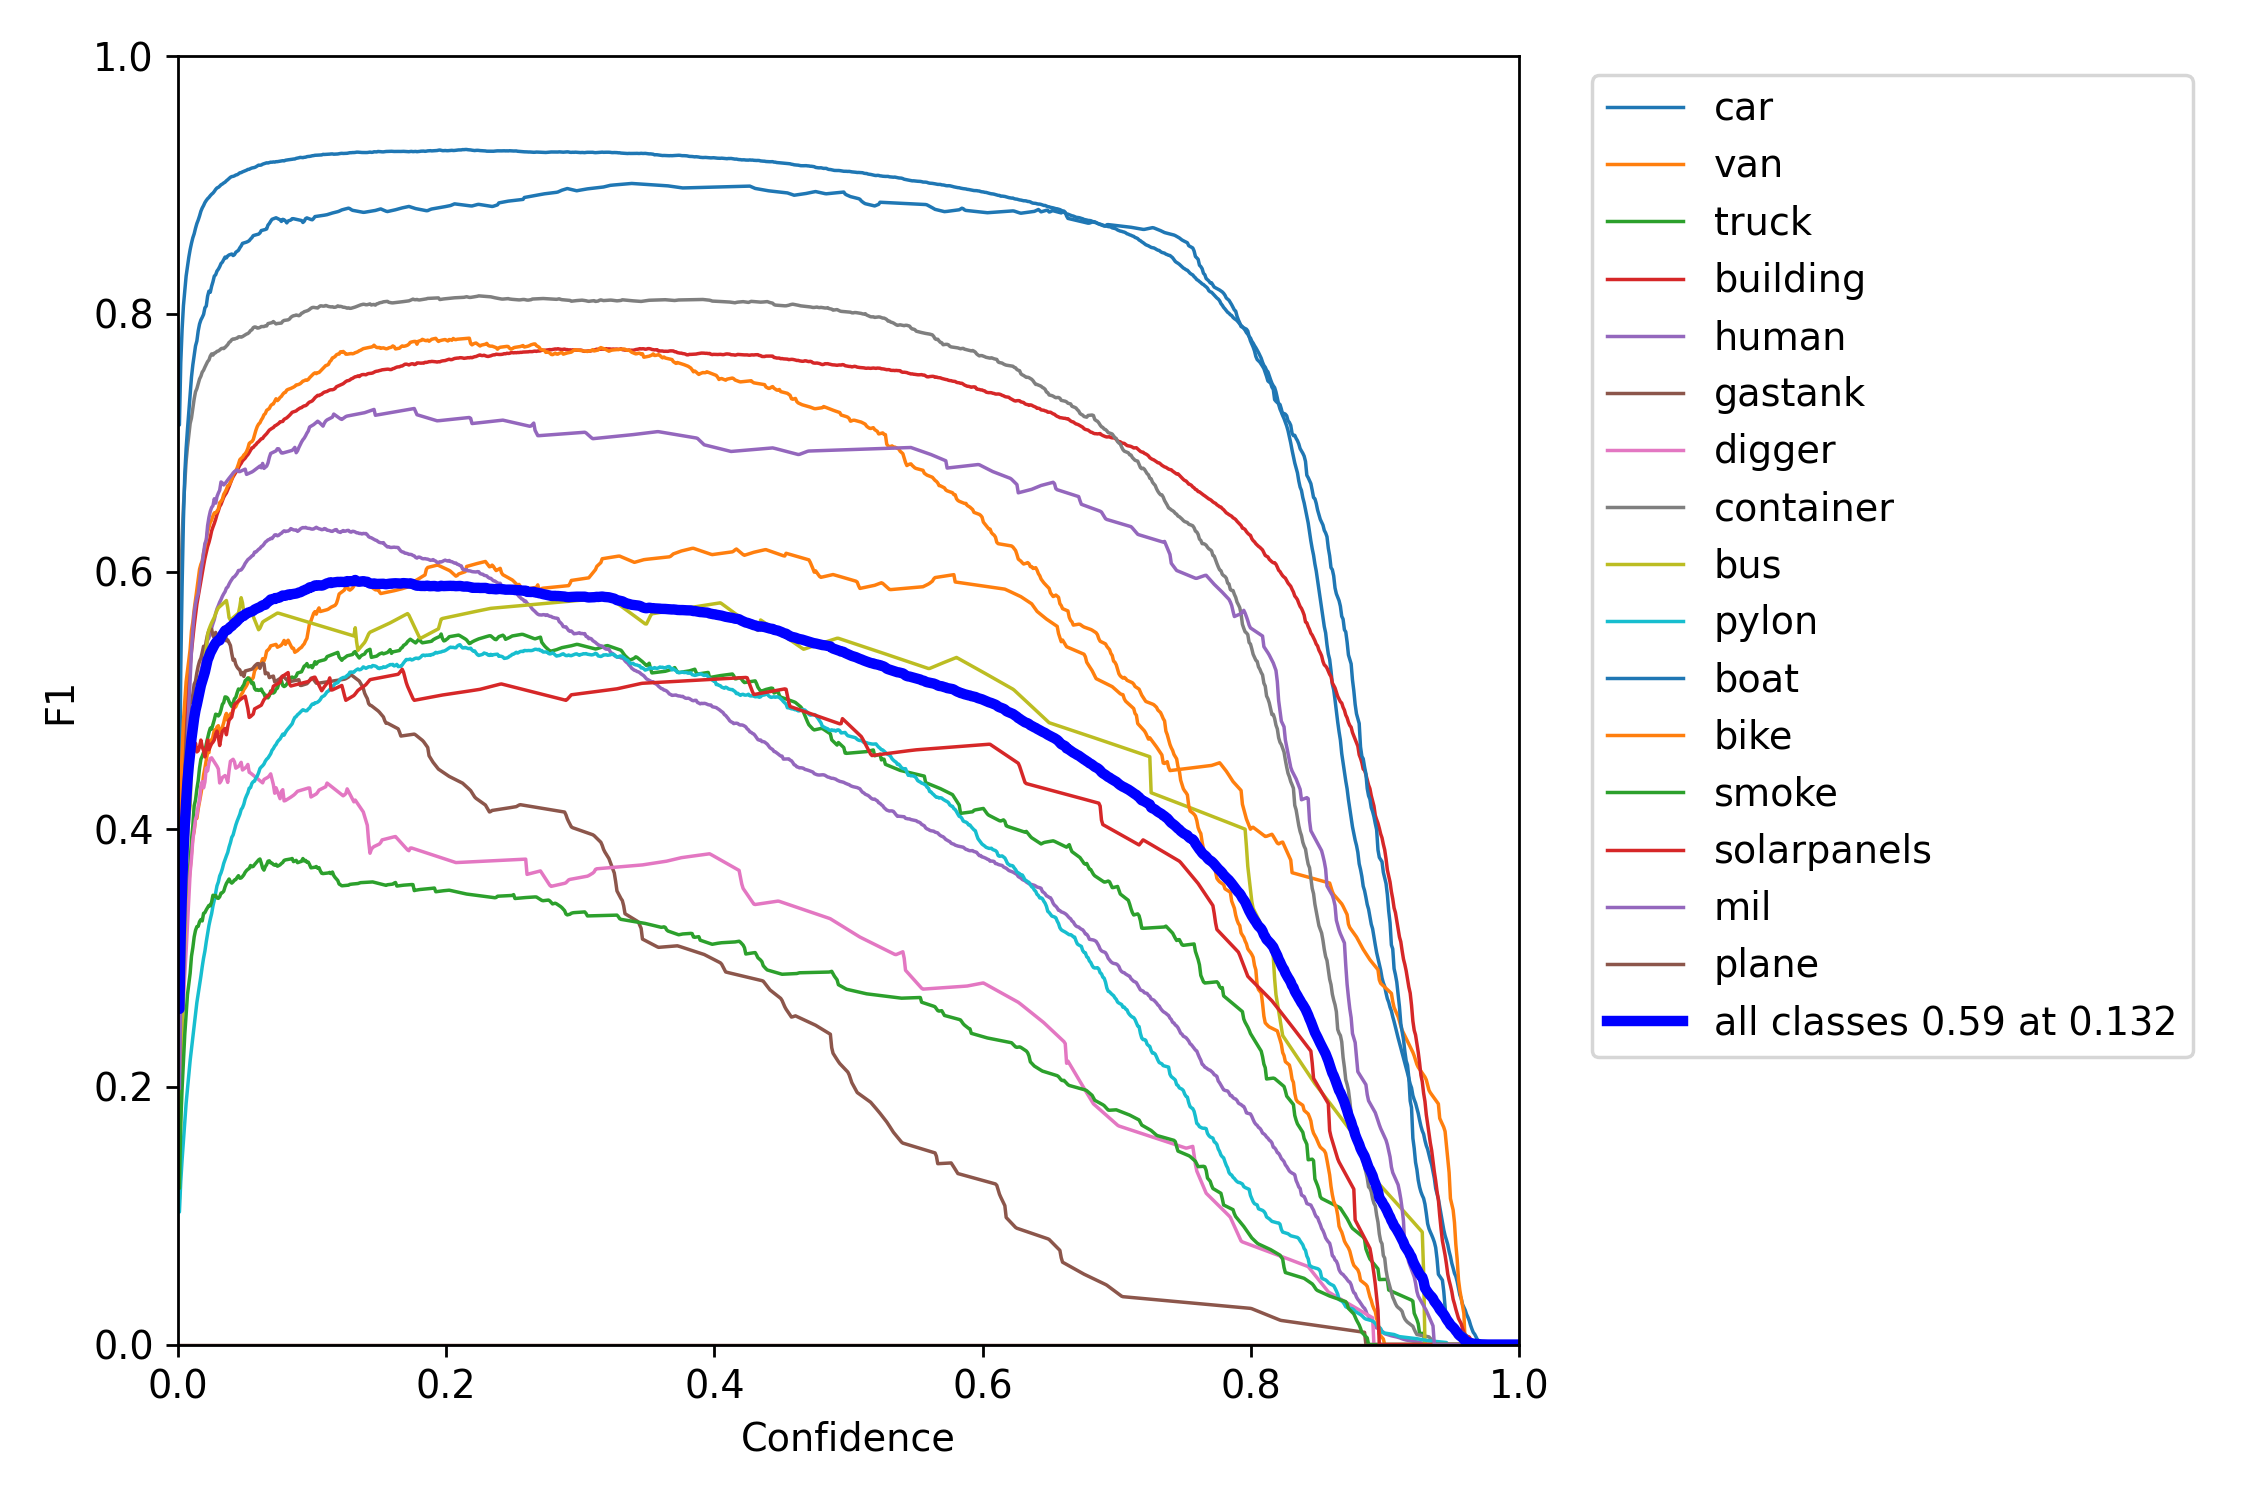 1.0
0.8
0.6
0.4
0.2
0.0
F1
0.0 0.2 0.4 0.6 0.8 1.0
Confidence
car
van
truck
building
human
gastank
digger
container
bus
pylon
boat
bike
smoke
solarpanels
mil
plane
all classes 0.59 at 0.132